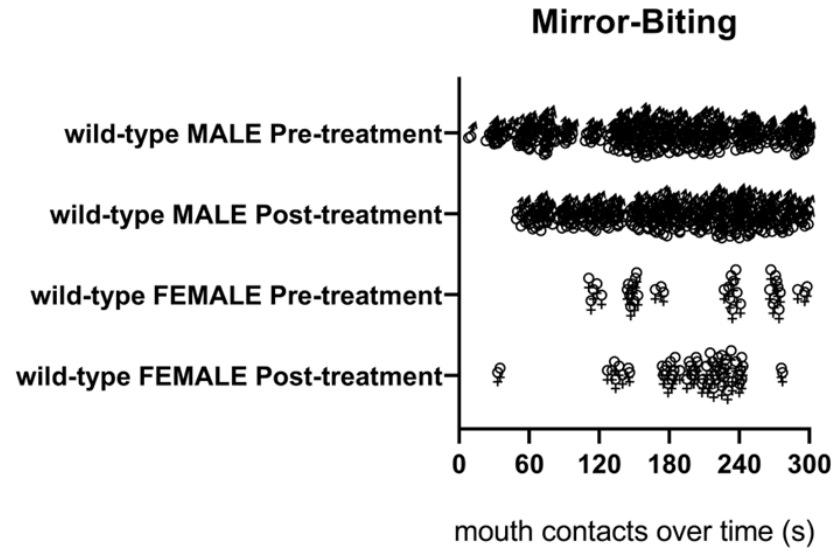 Mirror-Biting
wild-type MALE Pre-treatment
wild-type MALE Post-treatment
wild-type FEMALE Pre-treatment
wild-type FEMALE Post-treatment
0 60 120 180 240 300
mouth contacts over time (s)